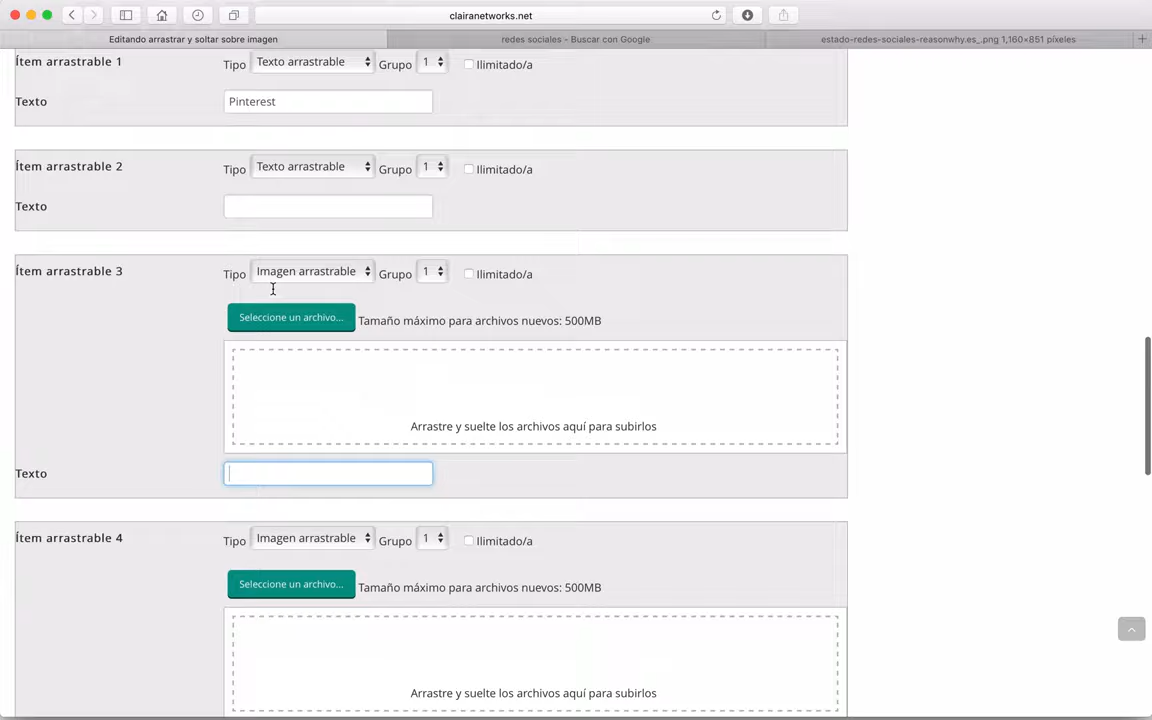 clairanetworks.net
Editando arrastrar y soltar sobre imagen
redes sociales – Buscar con Google
estado-redes-sociales-reasonwhy.es_.png 1,160×851 píxeles
Ítem arrastrable 1
Tipo Texto arrastrable Grupo 1 Ilimitado/a
Texto Pinterest
Ítem arrastrable 2
Tipo Texto arrastrable Grupo 1 Ilimitado/a
Texto
Ítem arrastrable 3
Tipo Imagen arrastrable Grupo 1 Ilimitado/a
Seleccione un archivo... Tamaño máximo para archivos nuevos: 500MB
Arrastre y suelte los archivos aquí para subirlos
Texto
Ítem arrastrable 4
Tipo Imagen arrastrable Grupo 1 Ilimitado/a
Seleccione un archivo... Tamaño máximo para archivos nuevos: 500MB
Arrastre y suelte los archivos aquí para subirlos